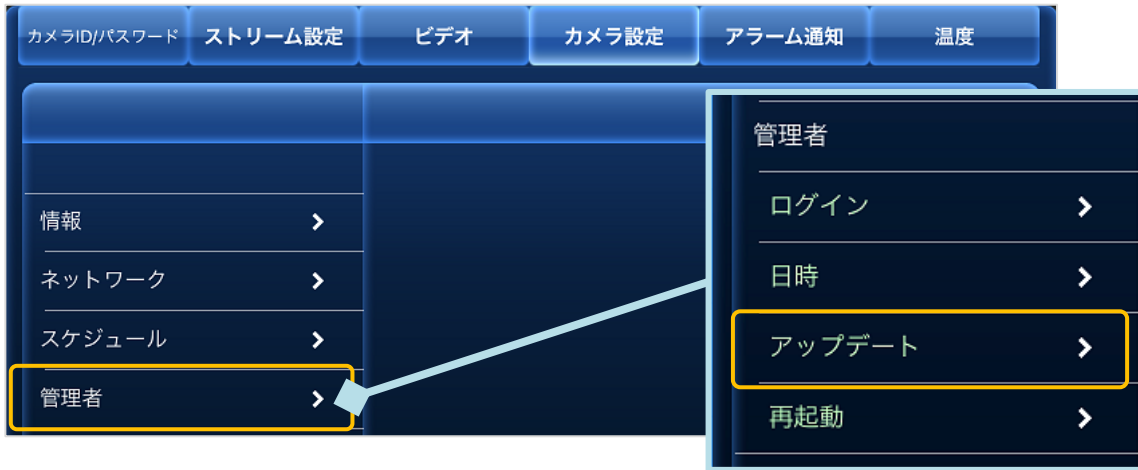 カメラID/パスワード ストリーム設定 ビデオ カメラ設定 アラーム通知 温度
情報
ネットワーク
スケジュール
管理者
管理者
ログイン
日時
アップデート
再起動